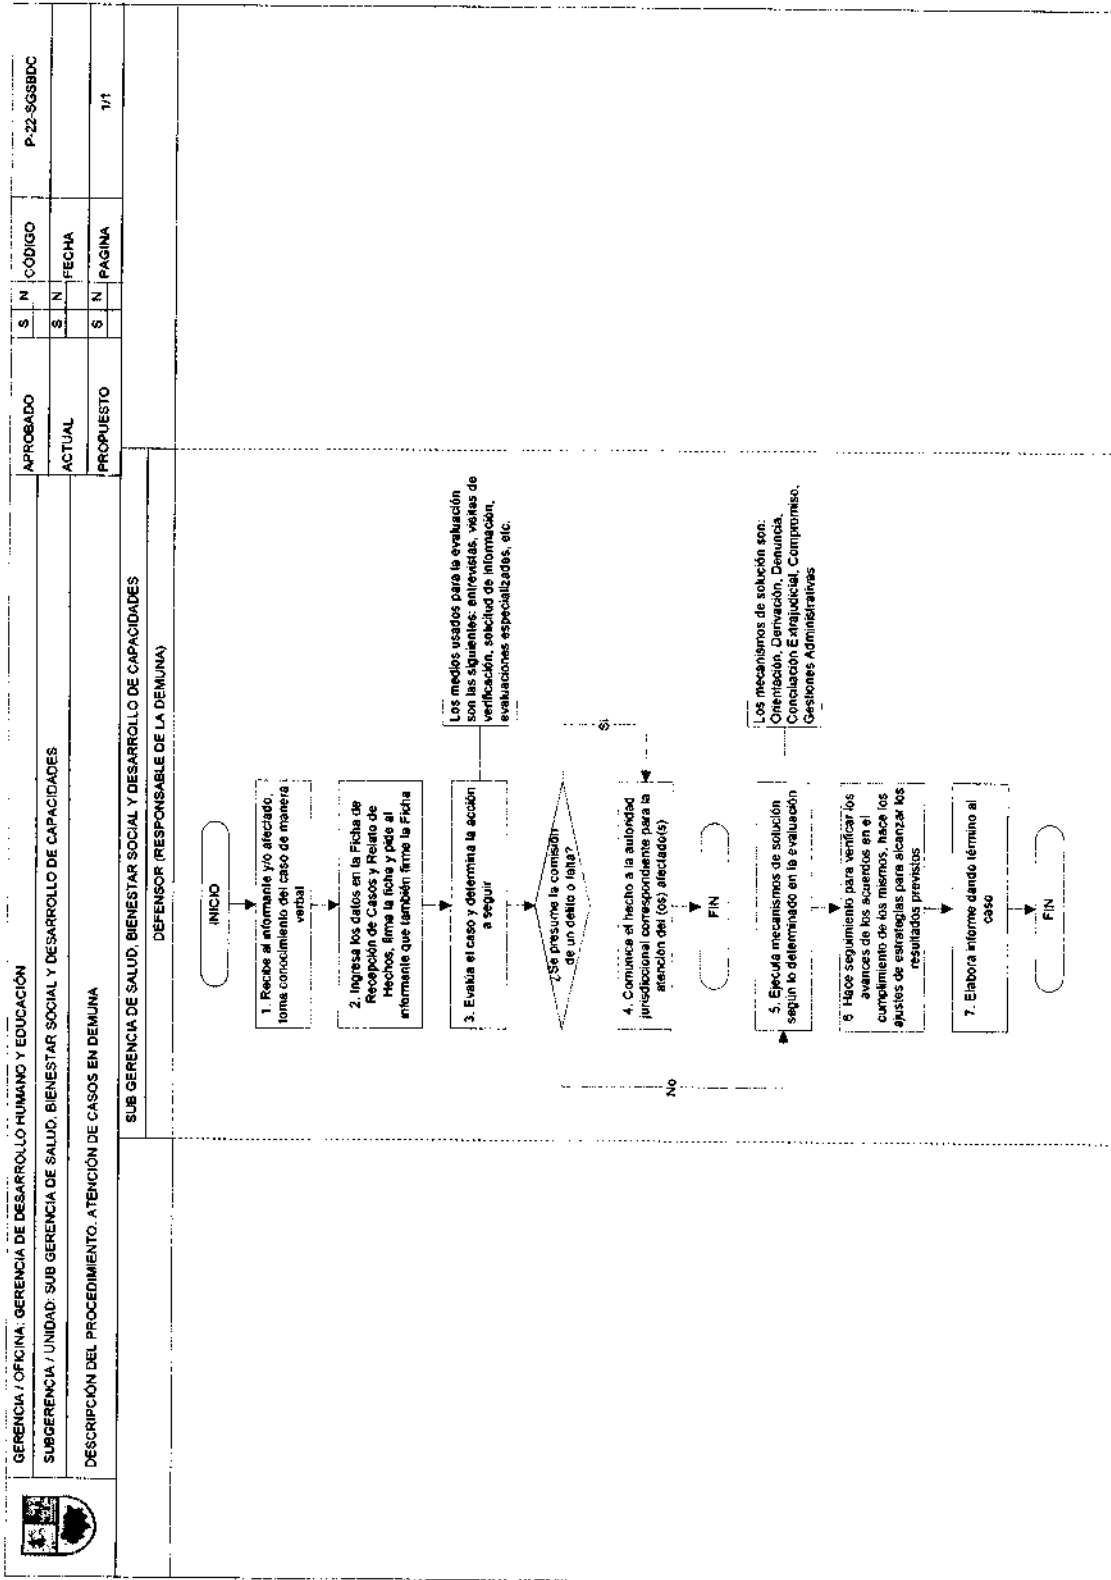 GERENCIA / OFICINA: GERENCIA DE DESARROLLO HUMANO Y EDUCACIÓN
APROBADO
S N
CÓDIGO
P-22-SGSBDC
SUBGERENCIA / UNIDAD: SUB GERENCIA DE SALUD, BIENESTAR SOCIAL Y DESARROLLO DE CAPACIDADES
ACTUAL
S N
FECHA
DESCRIPCIÓN DEL PROCEDIMIENTO: ATENCIÓN DE CASOS EN DEMUNA
PROPUESTO
S N
PAGINA
1/1
SUB GERENCIA DE SALUD, BIENESTAR SOCIAL Y DESARROLLO DE CAPACIDADES
DEFENSOR (RESPONSABLE DE LA DEMUNA)
INICIO
1. Recibe al informante y/o afectado,
toma conocimiento del caso de manera
verbal
2. Ingresa los datos en la Ficha de
Recepción de Casos y Relato de
Hechos, firma la ficha y pide al
informante que también firme la Ficha
3. Evalúa el caso y determina la acción
a seguir
Los medios usados para la evaluación
son las siguientes: entrevistas, visitas de
verificación, solicitud de información,
evaluaciones especializadas, etc.
¿Se presume la comisión
de un delito o falta?
Si
4. Comunica el hecho a la autoridad
jurisdiccional correspondiente para la
atención del (os) afectado(s)
FIN
No
5. Ejecuta mecanismos de solución
según lo determinado en la evaluación
Los mecanismos de solución son:
Orientación, Derivación, Denuncia,
Conciliación Extrajudicial, Compromiso,
Gestiones Administrativas
6 Hace seguimiento para verificar los
avances de los acuerdos en el
cumplimiento de los mismos, hace los
ajustes de estrategias para alcanzar los
resultados previstos
7. Elabora informe dando término al
caso
FIN